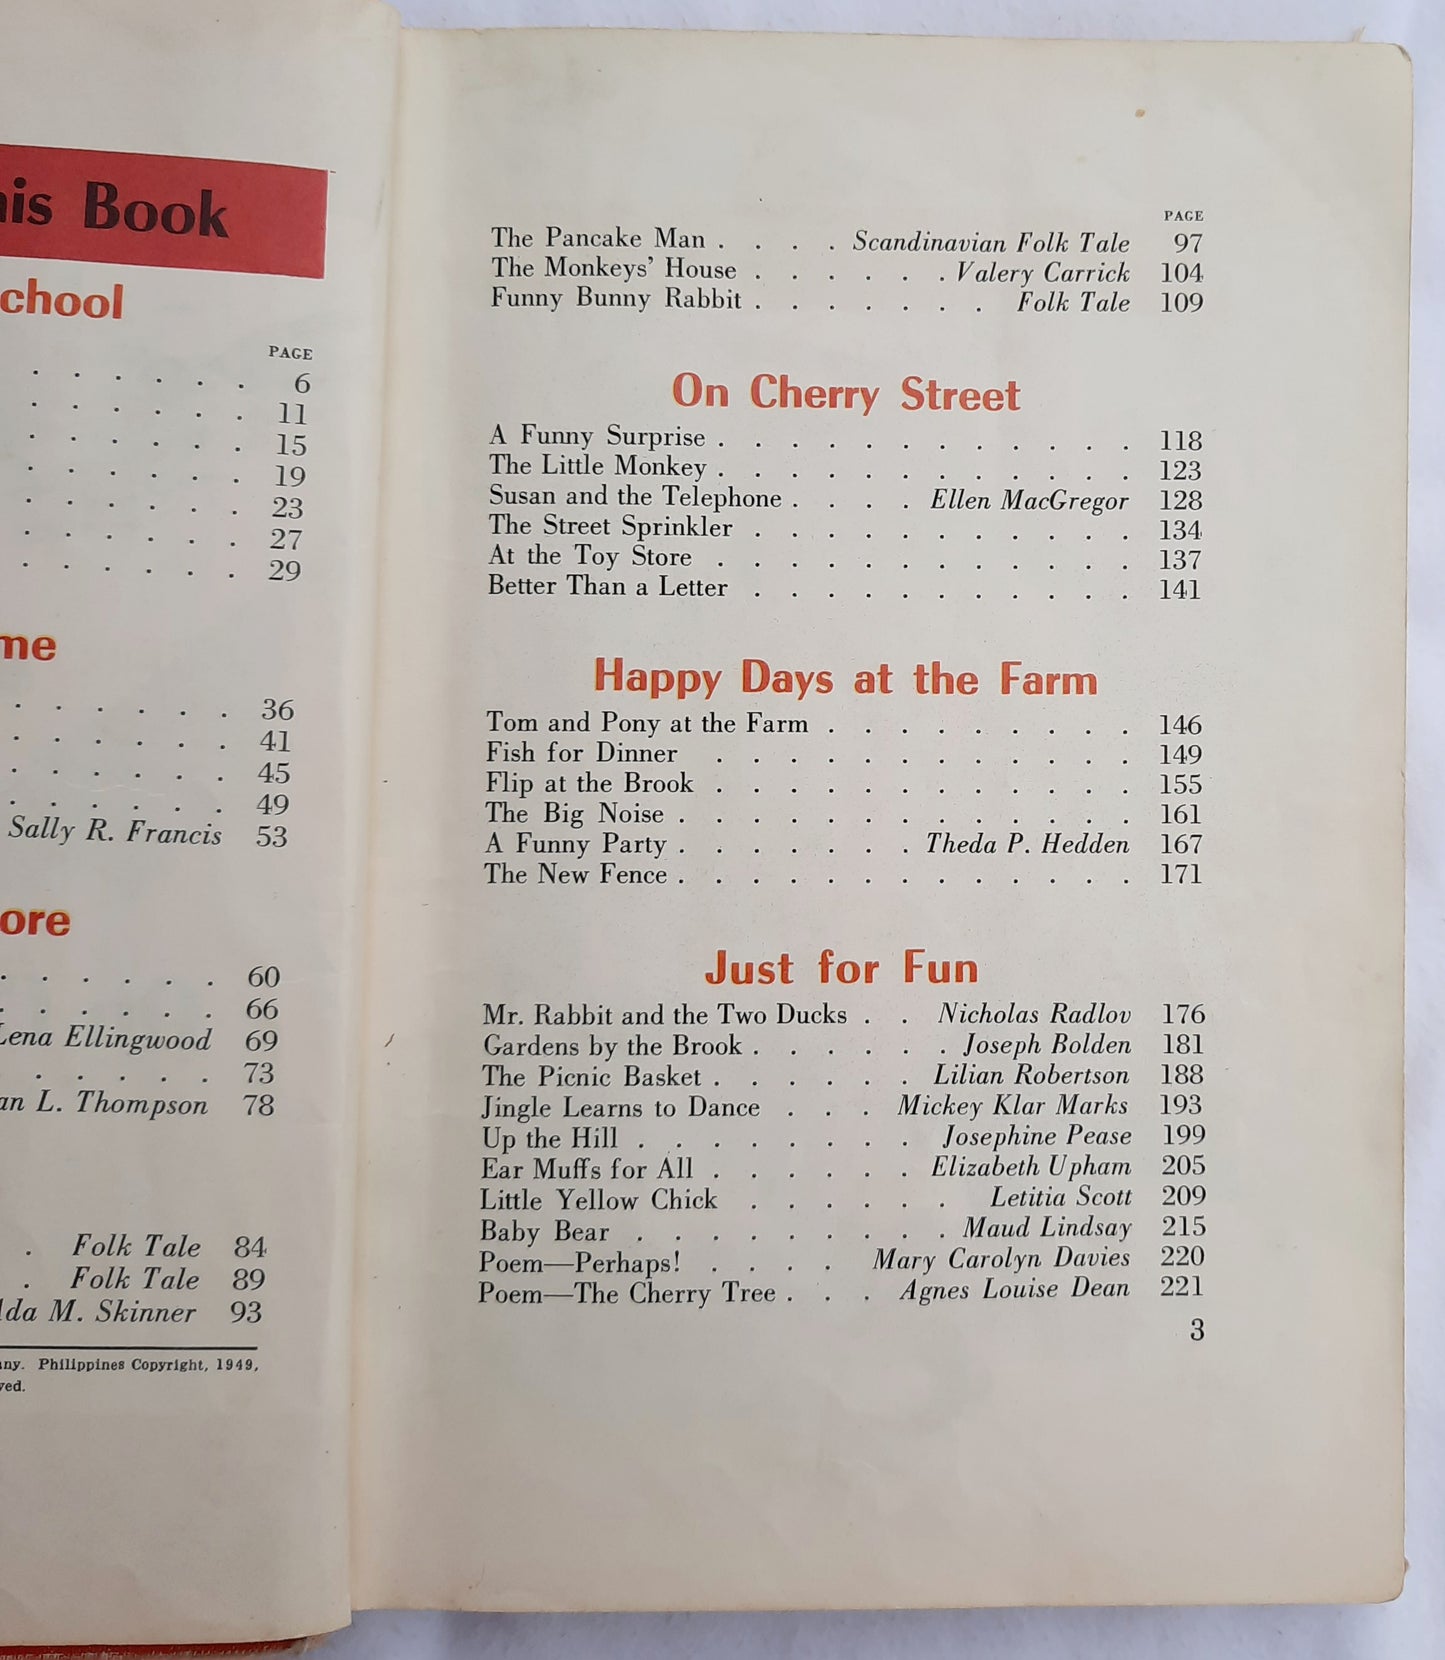 Book
PAGE
6
11
15
19
23
27
29
36
41
45
49
Sally R. Francis 53
60
66
Ellingwood 69
73
L. Thompson 78
Folk Tale 84
Folk Tale 89
M. Skinner 93
Philippines Copyright, 1949,
PAGE
The Pancake Man . . . . Scandinavian Folk Tale 97
The Monkeys' House . . . . . . Valery Carrick 104
Funny Bunny Rabbit . . . . . . . Folk Tale 109
On Cherry Street
A Funny Surprise . . . . . . . . . . . . 118
The Little Monkey . . . . . . . . . . . . 123
Susan and the Telephone . . . . Ellen MacGregor 128
The Street Sprinkler . . . . . . . . . . . 134
At the Toy Store . . . . . . . . . . . . 137
Better Than a Letter . . . . . . . . . . . 141
Happy Days at the Farm
Tom and Pony at the Farm . . . . . . . . . 146
Fish for Dinner . . . . . . . . . . . . 149
Flip at the Brook . . . . . . . . . . . . 155
The Big Noise . . . . . . . . . . . . . 161
A Funny Party . . . . . . . Theda P. Hedden 167
The New Fence . . . . . . . . . . . . . 171
Just for Fun
Mr. Rabbit and the Two Ducks . . Nicholas Radlov 176
Gardens by the Brook . . . . . . Joseph Bolden 181
The Picnic Basket . . . . . . Lilian Robertson 188
Jingle Learns to Dance . . . Mickey Klar Marks 193
Up the Hill . . . . . . . . Josephine Pease 199
Ear Muffs for All . . . . . . Elizabeth Upham 205
Little Yellow Chick . . . . . . Letitia Scott 209
Baby Bear . . . . . . . . . Maud Lindsay 215
Poem—Perhaps! . . . . Mary Carolyn Davies 220
Poem—The Cherry Tree . . . Agnes Louise Dean 221
3